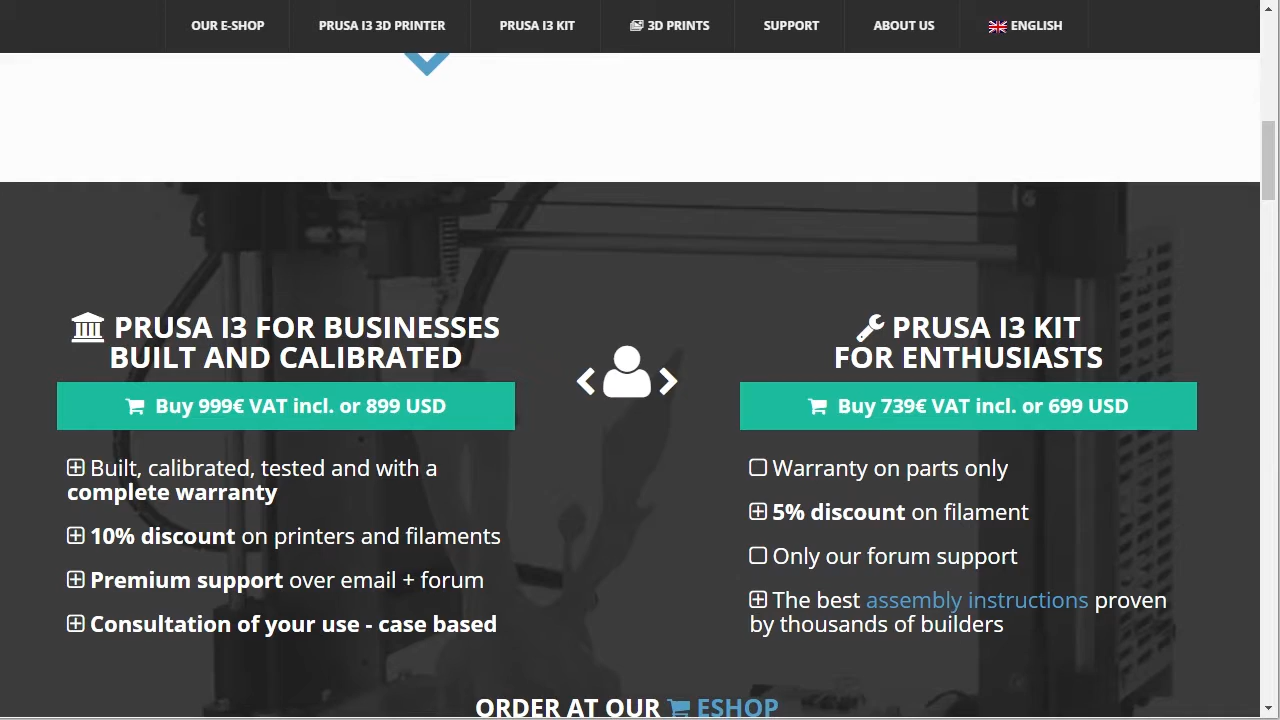 OUR E-SHOP
PRUSA I3 3D PRINTER
PRUSA I3 KIT
3D PRINTS
SUPPORT
ABOUT US
ENGLISH
PRUSA I3 FOR BUSINESSES
BUILT AND CALIBRATED
Buy 999€ VAT incl. or 899 USD
Built, calibrated, tested and with a
complete warranty
10% discount on printers and filaments
Premium support over email + forum
Consultation of your use - case based
PRUSA I3 KIT
FOR ENTHUSIASTS
Buy 739€ VAT incl. or 699 USD
Warranty on parts only
5% discount on filament
Only our forum support
The best assembly instructions proven
by thousands of builders
ORDER AT OUR ESHOP